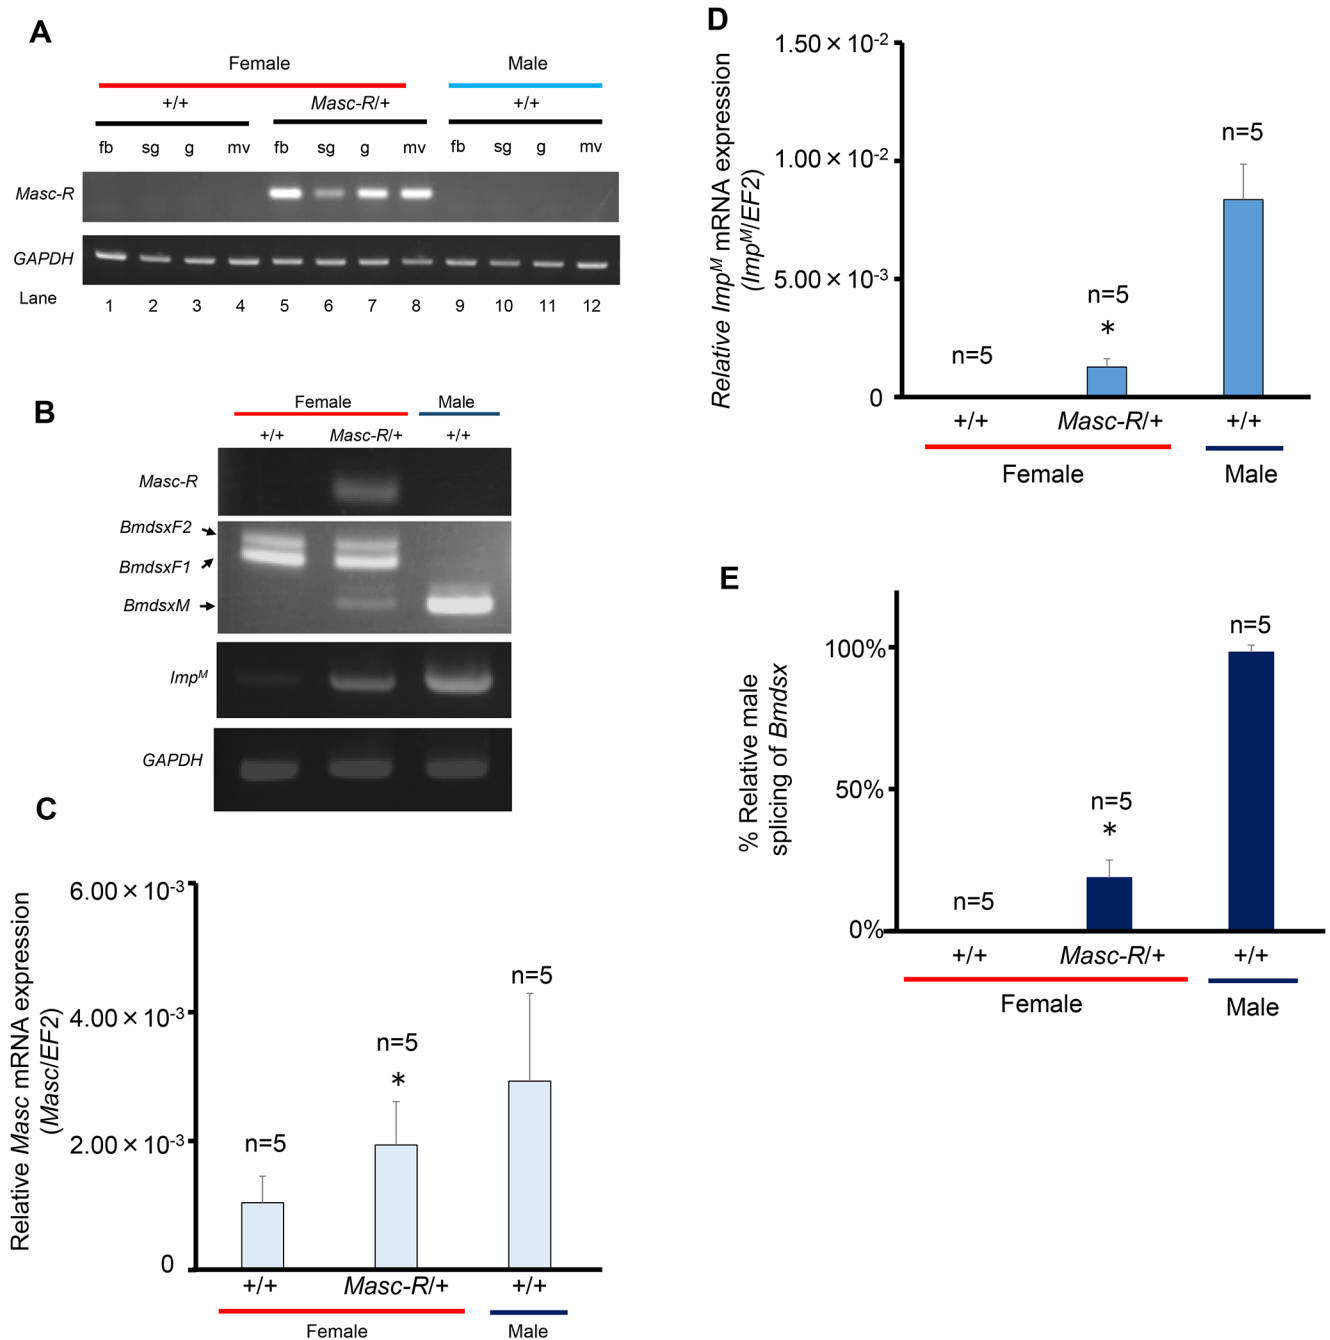 A
Female Male
+/+ Masc-R/+ +/+
fb sg g mv fb sg g mv fb sg g mv
Masc-R
GAPDH
Lane 1 2 3 4 5 6 7 8 9 10 11 12
B
Female Male
+/+ Masc-R/+ +/+
Masc-R
BmdsxF2
BmdsxF1
BmdsxM
Imp^M
GAPDH
C
Relative Masc mRNA expression
(Masc/EF2)
6.00×10^-3
4.00×10^-3
2.00×10^-3
0
n=5
n=5
*
n=5
+/+ Masc-R/+ +/+
Female Male
D
Relative Imp^M mRNA expression
(Imp^M/EF2)
1.50×10^-2
1.00×10^-2
5.00×10^-3
0
n=5
n=5
*
n=5
+/+ Masc-R/+ +/+
Female Male
E
% Relative male
splicing of Bmdsx
100%
50%
0%
n=5
n=5
*
n=5
+/+ Masc-R/+ +/+
Female Male